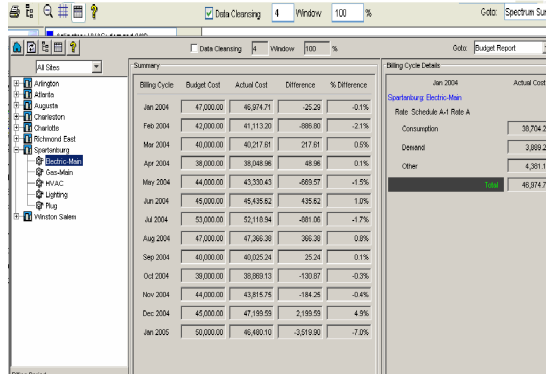 Data Cleansing 4 Window 100 % Goto: Spectrum Sur
Data Cleansing 4 Window 100 % Goto: Budget Report
All Sites
Arlington
Atlanta
Augusta
Charleston
Charlotte
Richmond East
Spartanburg
Electric-Main
Gas-Main
HVAC
Lighting
Plug
Winston Salem
Summary
Billing Cycle Budget Cost Actual Cost Difference % Difference
Jan 2004 47,000.00 46,974.71 -25.29 -0.1%
Feb 2004 42,000.00 41,113.20 -886.80 -2.1%
Mar 2004 40,000.00 40,217.61 217.61 0.5%
Apr 2004 38,000.00 38,048.96 48.96 0.1%
May 2004 44,000.00 43,330.43 -669.57 -1.5%
Jun 2004 45,000.00 45,435.62 435.62 1.0%
Jul 2004 53,000.00 52,118.94 -881.06 -1.7%
Aug 2004 47,000.00 47,366.38 366.38 0.8%
Sep 2004 40,000.00 40,025.24 25.24 0.1%
Oct 2004 39,000.00 38,869.13 -130.87 -0.3%
Nov 2004 44,000.00 43,815.75 -184.25 -0.4%
Dec 2004 45,000.00 47,199.59 2,199.59 4.9%
Jan 2005 50,000.00 46,480.10 -3,519.90 -7.0%
Billing Cycle Details
Jan 2004 Actual Cost
Spartanburg: Electric-Main
Rate Schedule A-1 Rate A
Consumption 38,704.2
Demand 3,889.2
Other 4,381.1
Total 46,974.7